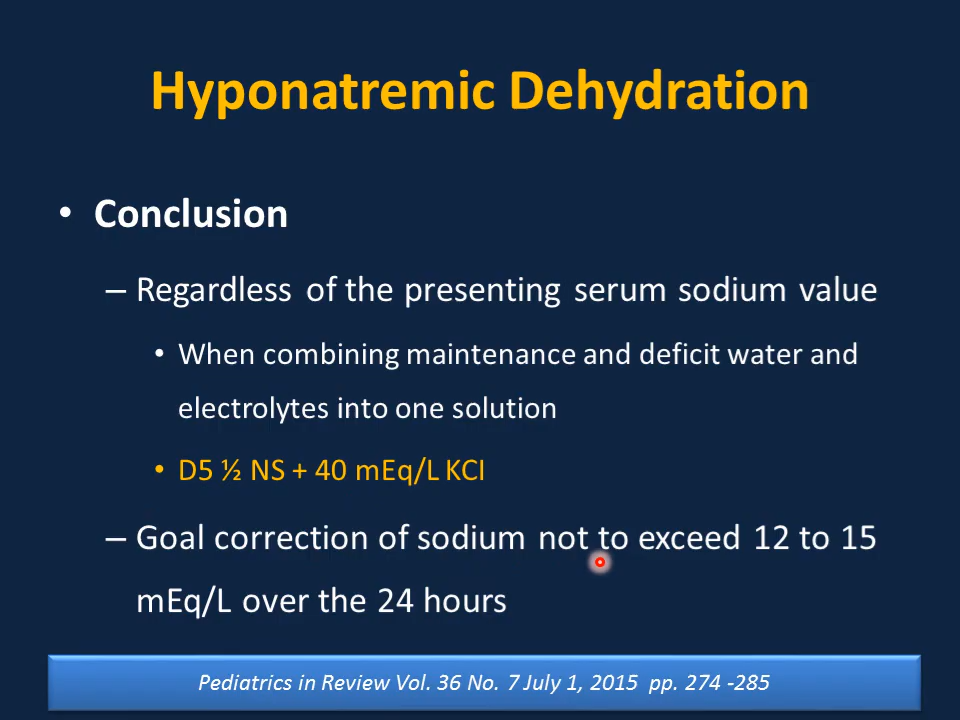 Hyponatremic Dehydration
• Conclusion
– Regardless of the presenting serum sodium value
• When combining maintenance and deficit water and
electrolytes into one solution
• D5 ½ NS + 40 mEq/L KCl
– Goal correction of sodium not to exceed 12 to 15
mEq/L over the 24 hours
Pediatrics in Review Vol. 36 No. 7 July 1, 2015 pp. 274 -285